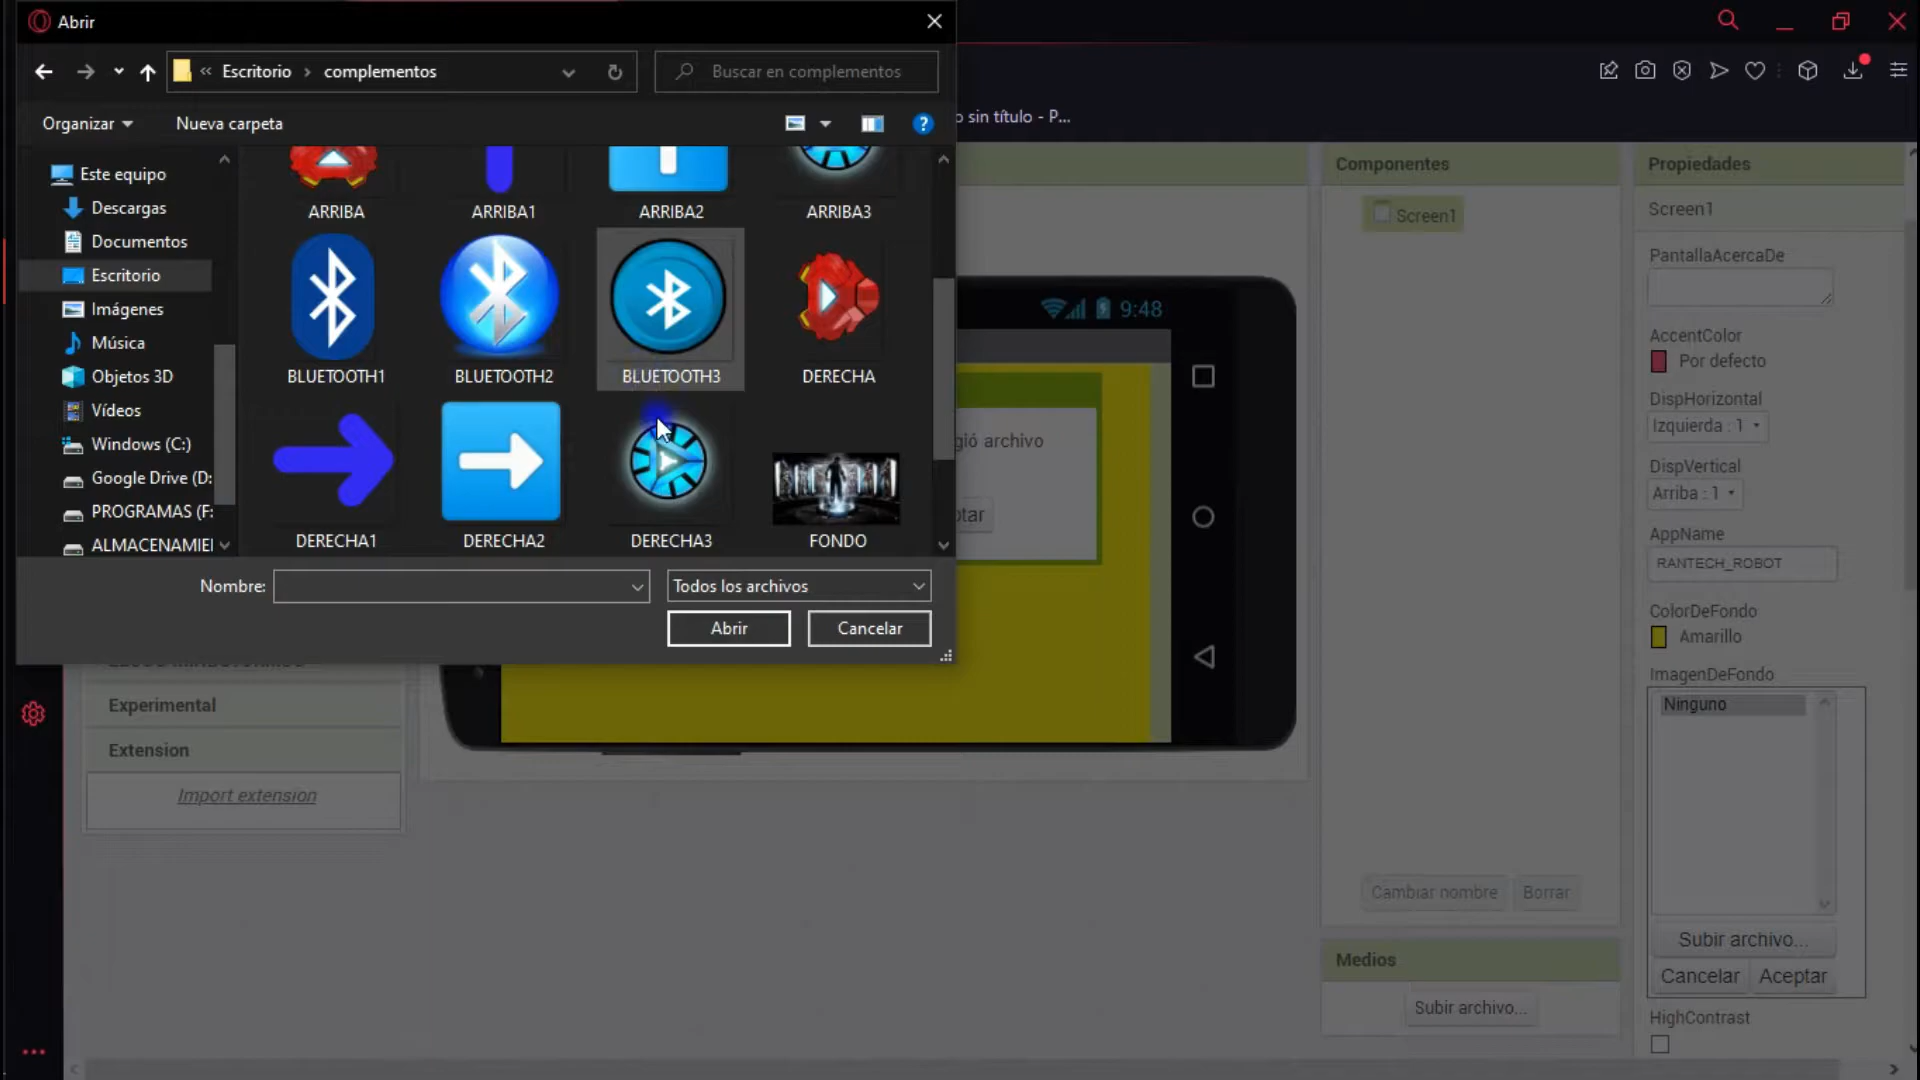 Abrir
Escritorio
complementos
Buscar en complementos
Organizar
Nueva carpeta
Este equipo
Descargas
Documentos
Escritorio
Imágenes
Música
Objetos 3D
Vídeos
Windows (C:)
Google Drive (D:
PROGRAMAS (F:
ALMACENAMIE
ARRIBA
ARRIBA1
ARRIBA2
ARRIBA3
BLUETOOTH1
BLUETOOTH2
BLUETOOTH3
DERECHA
DERECHA1
DERECHA2
DERECHA3
FONDO
Nombre:
Todos los archivos
Abrir
Cancelar
o sin título - P...
Experimental
Extension
Import extension
9:48
gió archivo
ptar
Componentes
Screen1
Cambiar nombre
Borrar
Medios
Subir archivo...
Propiedades
Screen1
PantallaAcercaDe
AccentColor
Por defecto
DispHorizontal
Izquierda : 1
DispVertical
Arriba : 1
AppName
RANTECH_ROBOT
ColorDeFondo
Amarillo
ImagenDeFondo
Ninguno
Subir archivo...
Cancelar
Aceptar
HighContrast